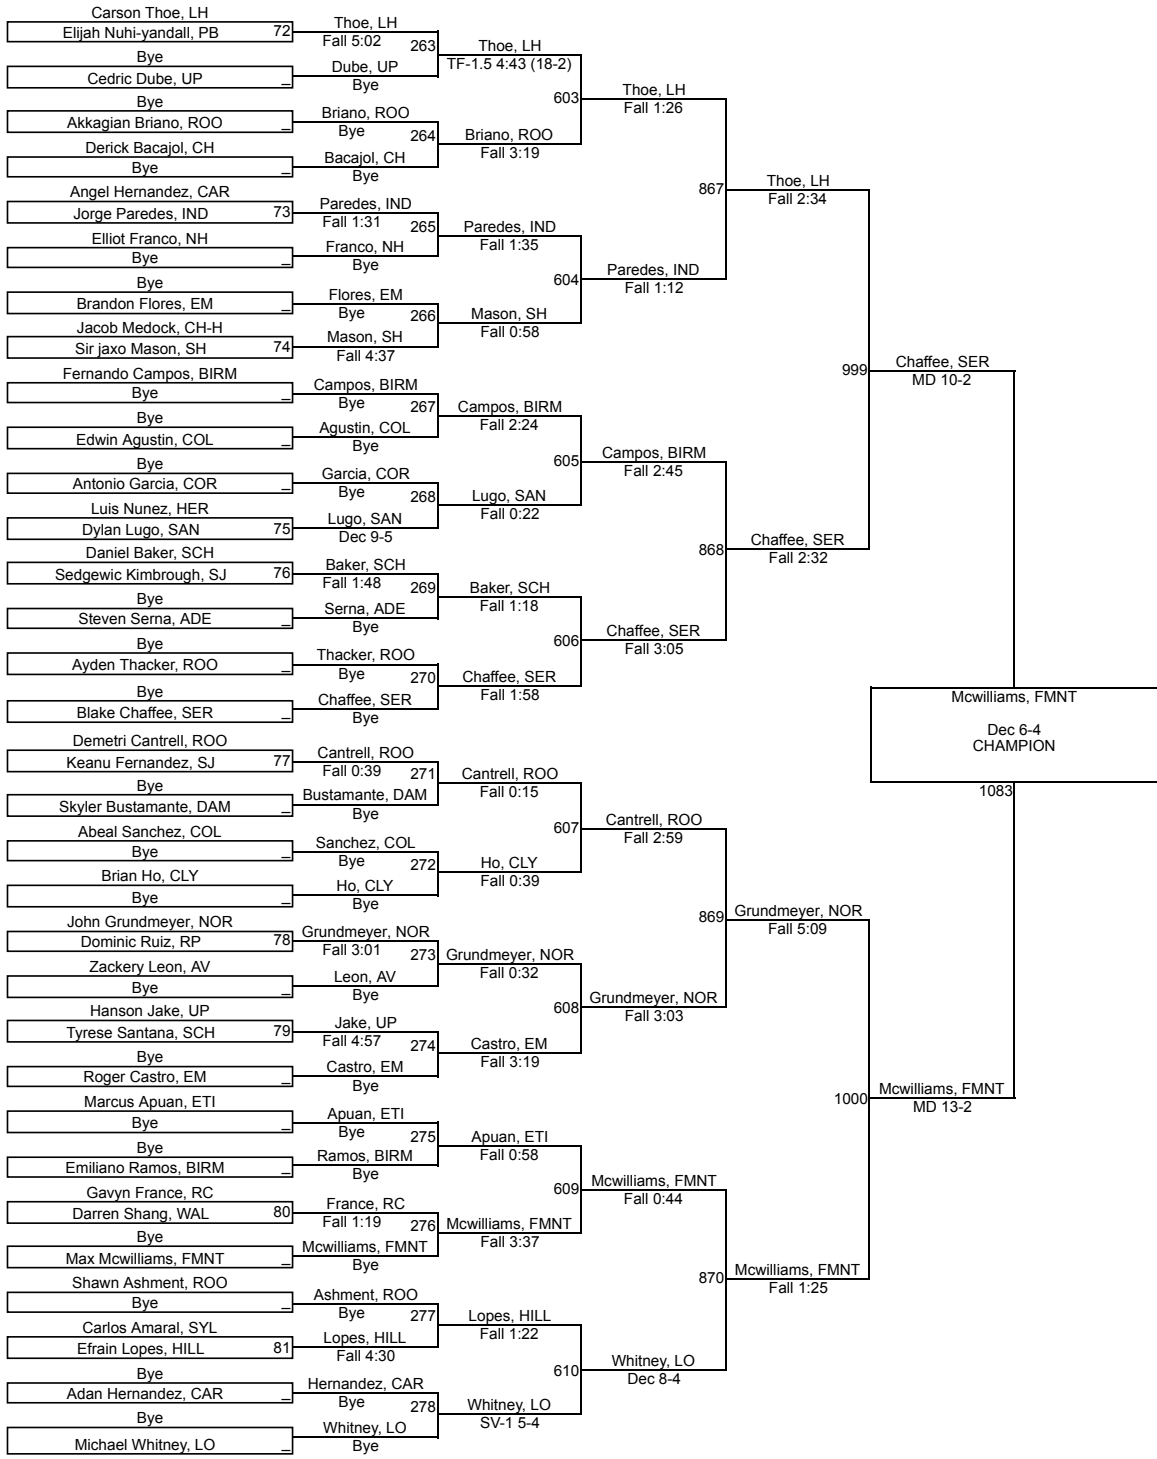 Carson Thoe, LH
Elijah Nuhi-yandall, PB 72
Bye
Cedric Dube, UP _
Bye
Akkagian Briano, ROO _
Derick Bacajol, CH
Bye _
Angel Hernandez, CAR
Jorge Paredes, IND 73
Elliot Franco, NH
Bye _
Bye
Brandon Flores, EM _
Jacob Medock, CH-H
Sir jaxo Mason, SH 74
Fernando Campos, BIRM
Bye _
Bye
Edwin Agustin, COL _
Bye
Antonio Garcia, COR _
Luis Nunez, HER
Dylan Lugo, SAN 75
Daniel Baker, SCH
Sedgewic Kimbrough, SJ 76
Bye
Steven Serna, ADE _
Bye
Ayden Thacker, ROO _
Bye
Blake Chaffee, SER _
Demetri Cantrell, ROO
Keanu Fernandez, SJ 77
Bye
Skyler Bustamante, DAM _
Abeal Sanchez, COL
Bye _
Brian Ho, CLY
Bye _
John Grundmeyer, NOR
Dominic Ruiz, RP 78
Zackery Leon, AV
Bye _
Hanson Jake, UP
Tyrese Santana, SCH 79
Bye
Roger Castro, EM _
Marcus Apuan, ETI
Bye _
Bye
Emiliano Ramos, BIRM _
Gavyn France, RC
Darren Shang, WAL 80
Bye
Max Mcwilliams, FMNT _
Shawn Ashment, ROO
Bye _
Carlos Amaral, SYL
Efrain Lopes, HILL 81
Bye
Adan Hernandez, CAR _
Bye
Michael Whitney, LO _
Thoe, LH
Fall 5:02
263
Dube, UP
Bye
Briano, ROO
Bye
264
Bacajol, CH
Bye
Paredes, IND
Fall 1:31
265
Franco, NH
Bye
Flores, EM
Bye
266
Mason, SH
Fall 4:37
Campos, BIRM
Bye
267
Agustin, COL
Bye
Garcia, COR
Bye
268
Lugo, SAN
Dec 9-5
Baker, SCH
Fall 1:48
269
Serna, ADE
Bye
Thacker, ROO
Bye
270
Chaffee, SER
Bye
Cantrell, ROO
Fall 0:39
271
Bustamante, DAM
Bye
Sanchez, COL
Bye
272
Ho, CLY
Bye
Grundmeyer, NOR
Fall 3:01
273
Leon, AV
Bye
Jake, UP
Fall 4:57
274
Castro, EM
Bye
Apuan, ETI
Bye
275
Ramos, BIRM
Bye
France, RC
Fall 1:19
276
Mcwilliams, FMNT
Bye
Ashment, ROO
Bye
277
Lopes, HILL
Fall 4:30
Hernandez, CAR
Bye
278
Whitney, LO
Bye
Thoe, LH
TF-1.5 4:43 (18-2)
603
Briano, ROO
Fall 3:19
Paredes, IND
Fall 1:35
604
Mason, SH
Fall 0:58
Campos, BIRM
Fall 2:24
605
Lugo, SAN
Fall 0:22
Baker, SCH
Fall 1:18
606
Chaffee, SER
Fall 1:58
Cantrell, ROO
Fall 0:15
607
Ho, CLY
Fall 0:39
Grundmeyer, NOR
Fall 0:32
608
Castro, EM
Fall 3:19
Apuan, ETI
Fall 0:58
609
Mcwilliams, FMNT
Fall 3:37
Lopes, HILL
Fall 1:22
610
Whitney, LO
SV-1 5-4
Thoe, LH
Fall 1:26
867
Paredes, IND
Fall 1:12
Campos, BIRM
Fall 2:45
868
Chaffee, SER
Fall 3:05
Cantrell, ROO
Fall 2:59
869
Grundmeyer, NOR
Fall 3:03
Mcwilliams, FMNT
Fall 0:44
870
Whitney, LO
Dec 8-4
Thoe, LH
Fall 2:34
999
Chaffee, SER
Fall 2:32
Grundmeyer, NOR
Fall 5:09
1000
Mcwilliams, FMNT
Fall 1:25
Chaffee, SER
MD 10-2
Mcwilliams, FMNT
Dec 6-4
CHAMPION
1083
Mcwilliams, FMNT
MD 13-2